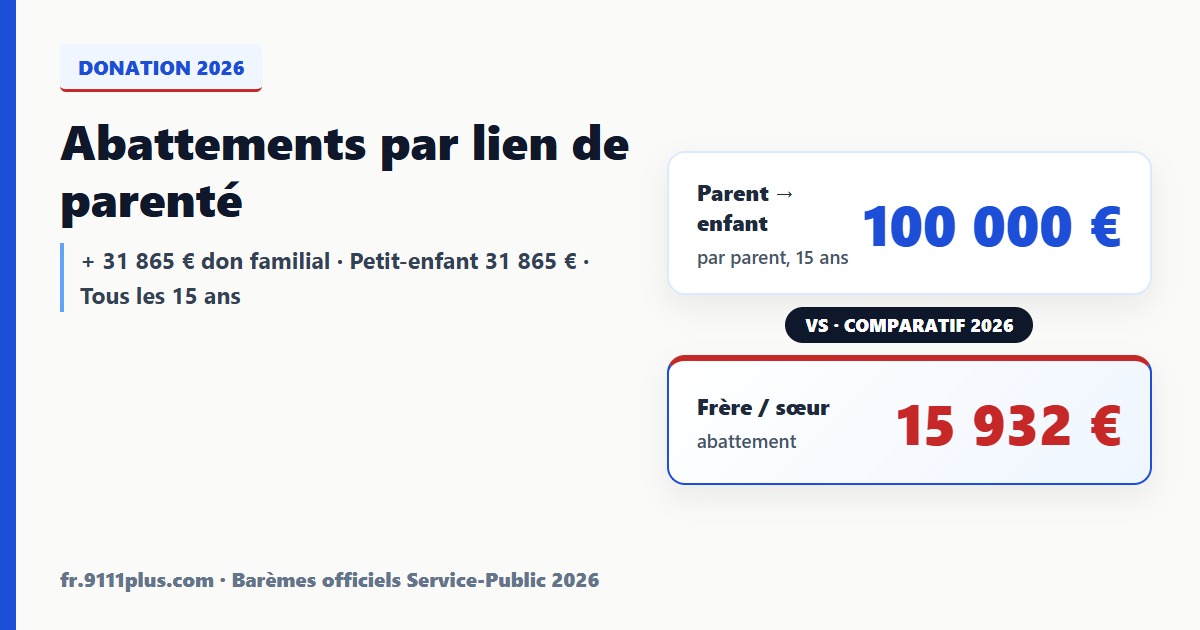 DONATION 2026
Abattements par lien de
parenté
+ 31 865 € don familial · Petit-enfant 31 865 € ·
Tous les 15 ans
Parent →
enfant
par parent, 15 ans
100 000 €
VS · COMPARATIF 2026
Frère / sœur
abattement
15 932 €
fr.9111plus.com · Barèmes officiels Service-Public 2026